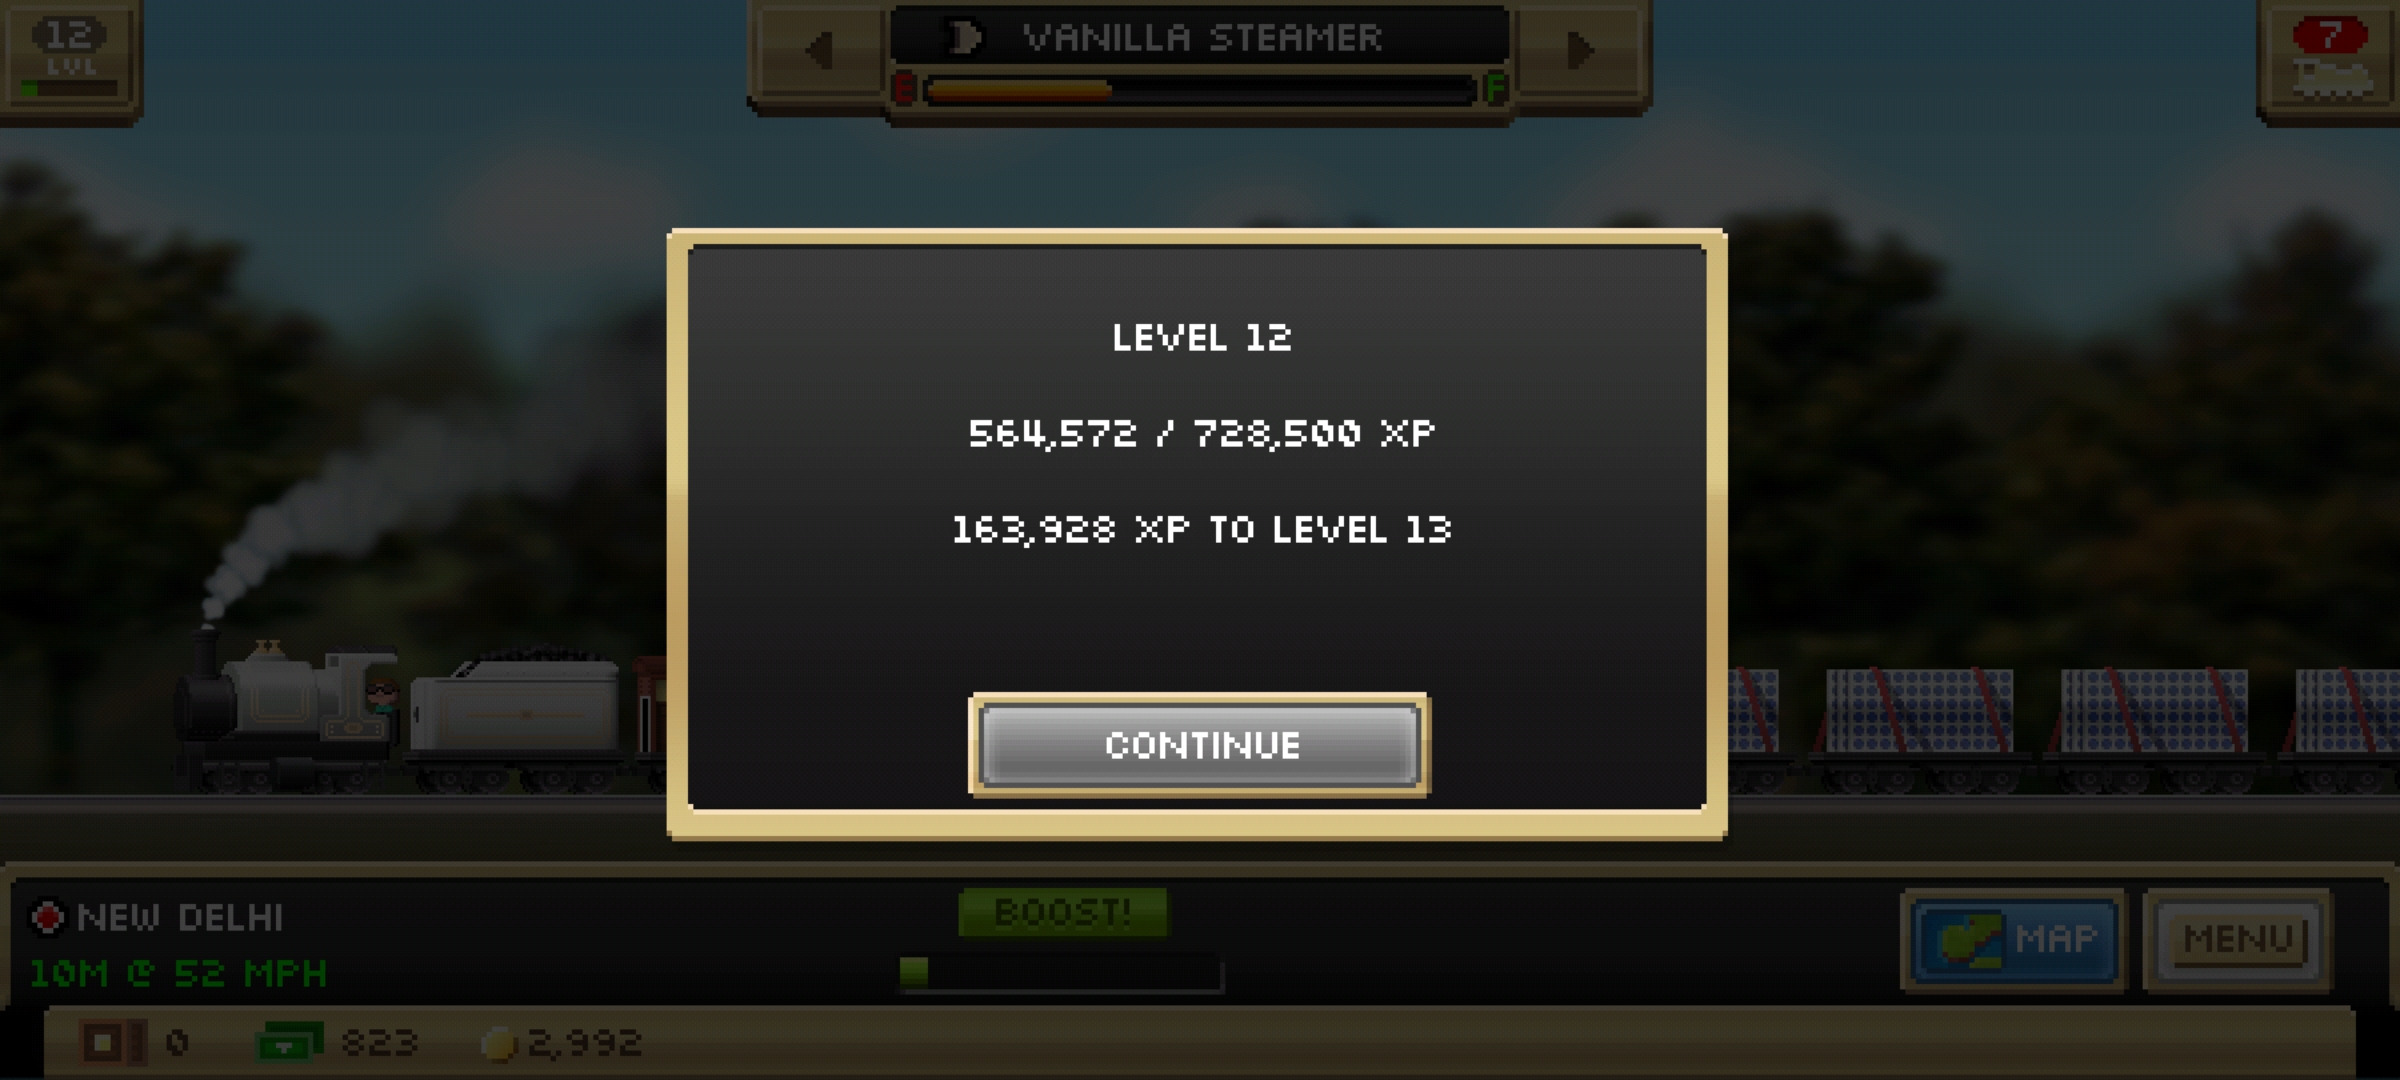 12
LVL
VANILLA STEAMER
E F
7
LEVEL 12
564,572 / 728,500 XP
163,928 XP TO LEVEL 13
CONTINUE
NEW DELHI
10M @ 52 MPH
BOOST!
MAP
MENU
0 823 2,992